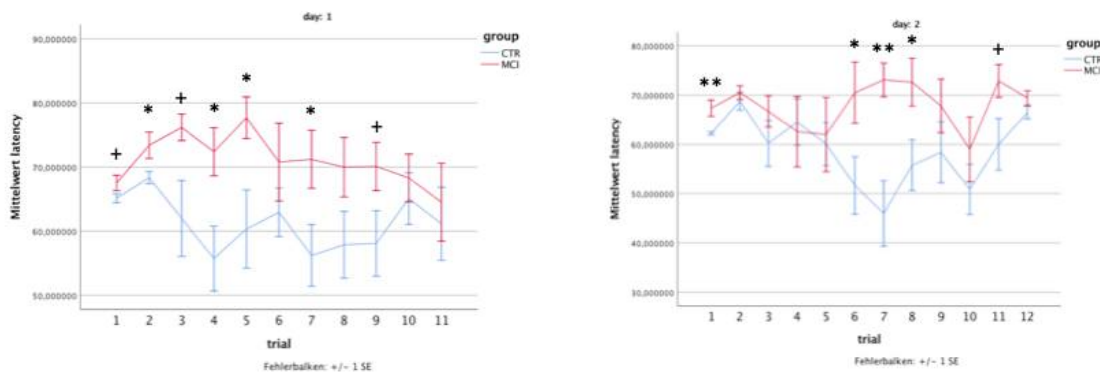 day: 1
group
CTR
MCI
90,000000
80,000000
70,000000
60,000000
50,000000
Mittelwert latency
+
*
+
*
*
*
+
1 2 3 4 5 6 7 8 9 10 11
trial
Fehlerbalken: +/- 1 SE
day: 2
group
CTR
MCI
80,000000
70,000000
60,000000
50,000000
40,000000
30,000000
Mittelwert latency
**
*
**
*
+
1 2 3 4 5 6 7 8 9 10 11 12
trial
Fehlerbalken: +/- 1 SE